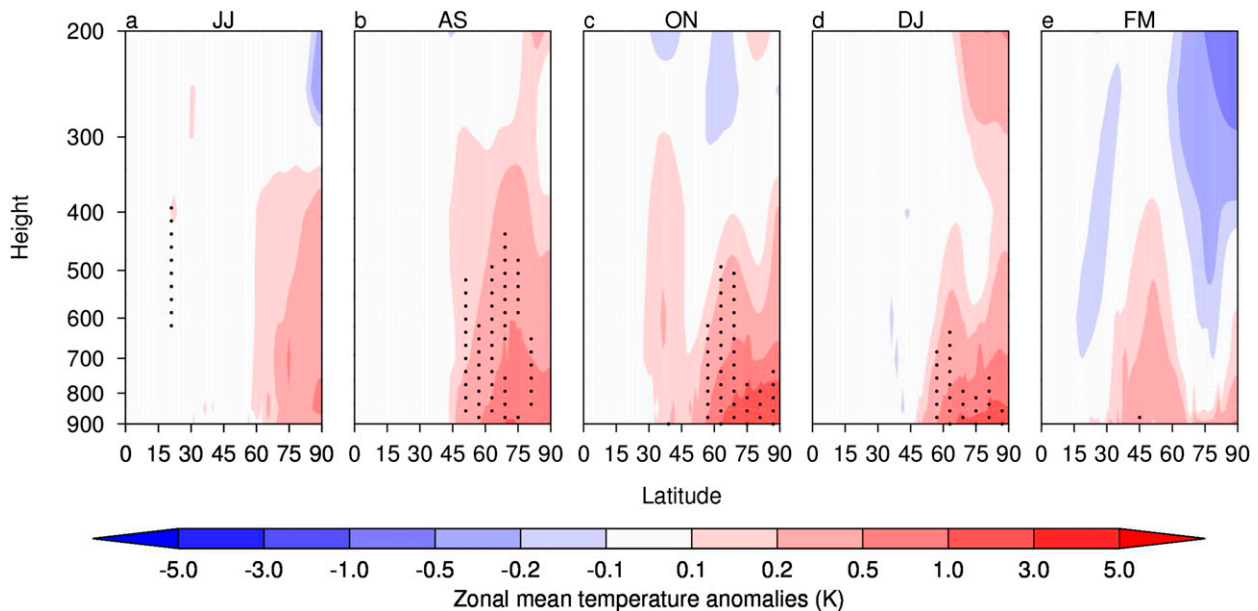 a JJ b AS c ON d DJ e FM
200
300
400
500
600
700
800
900
Height
0 15 30 45 60 75 90 0 15 30 45 60 75 90 0 15 30 45 60 75 90 0 15 30 45 60 75 90 0 15 30 45 60 75 90
Latitude
-5.0 -3.0 -1.0 -0.5 -0.2 -0.1 0.1 0.2 0.5 1.0 3.0 5.0
Zonal mean temperature anomalies (K)